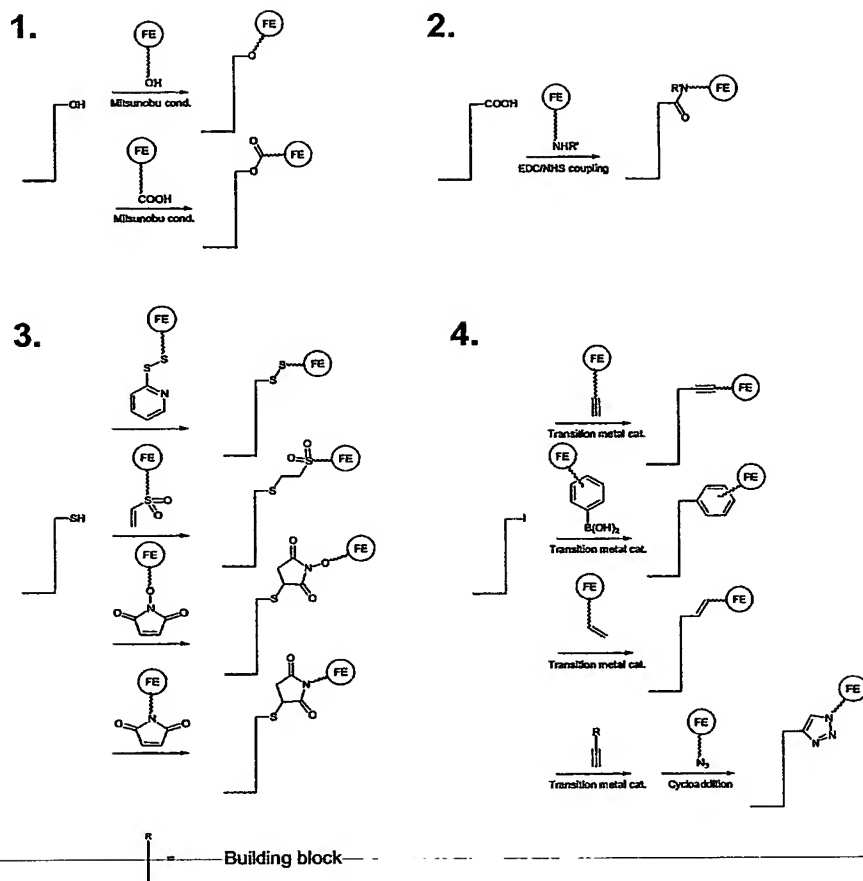 1.
FE
OH
Mitsunobu cond.
OH
O
FE
FE
COOH
Mitsunobu cond.
O
O
FE
2.
COOH
FE
NHR'
EDC/NHS coupling
R'N
FE
O
3.
SH
FE
S
S
N
S
S
FE
FE
S
O
O
O
O
S
FE
S
FE
O
O
N
O
O
O
N
O
FE
S
O
FE
O
N
O
O
N
FE
S
O
4.
I
FE
Transition metal cat.
FE
FE
B(OH)₂
Transition metal cat.
FE
FE
Transition metal cat.
FE
R
Transition metal cat.
FE
N₃
Cycloaddition
FE
N
N
N
R
= Building block